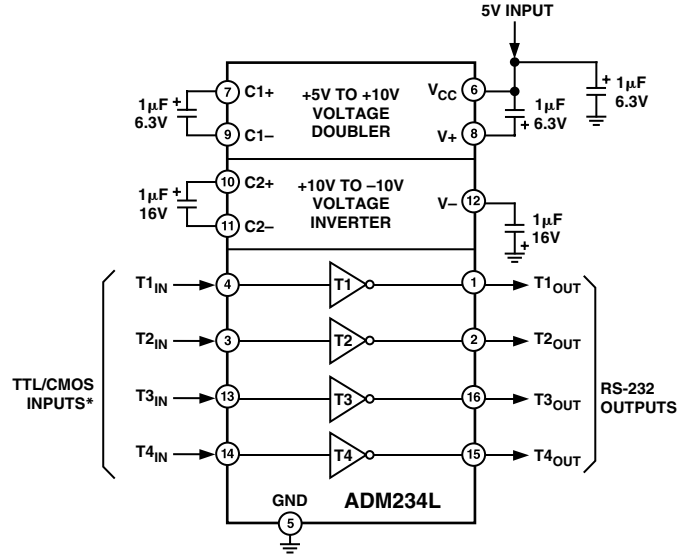 5V INPUT
7 C1+ +5V TO +10V VOLTAGE DOUBLER VCC 6
1µF 6.3V +
9 C1– V+ 8
+ 1µF 6.3V
+ 1µF 6.3V
10 C2+ +10V TO –10V VOLTAGE INVERTER V– 12
1µF 16V +
11 C2–
1µF + 16V
T1IN 4 T1 1 T1OUT
T2IN 3 T2 2 T2OUT
TTL/CMOS INPUTS*
T3IN 13 T3 16 T3OUT
RS-232 OUTPUTS
T4IN 14 T4 15 T4OUT
GND ADM234L
5